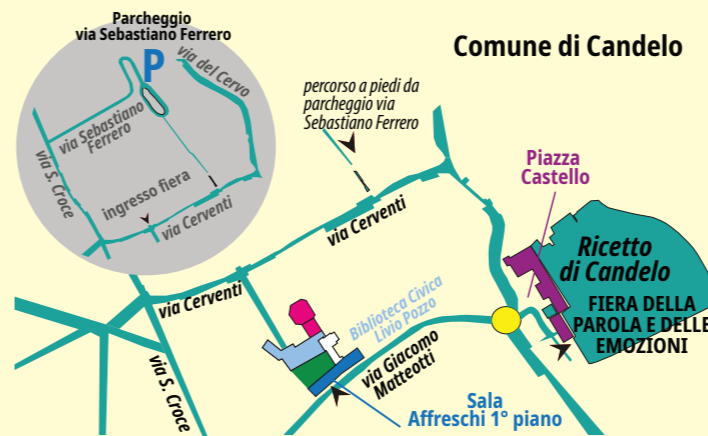 Parcheggio
via Sebastiano Ferrero
P
via del Cervo
via Sebastiano
Ferrero
via S. Croce
ingresso fiera
via Cerventi
Comune di Candelo
percorso a piedi da
parcheggio via
Sebastiano Ferrero
Piazza
Castello
via Cerventi
Ricetto
di Candelo
FIERA DELLA
PAROLA E DELLE
EMOZIONI
via Cerventi
Biblioteca Civica
Livio Pozzo
via Giacomo
Matteotti
via S. Croce
Sala
Affreschi 1° piano